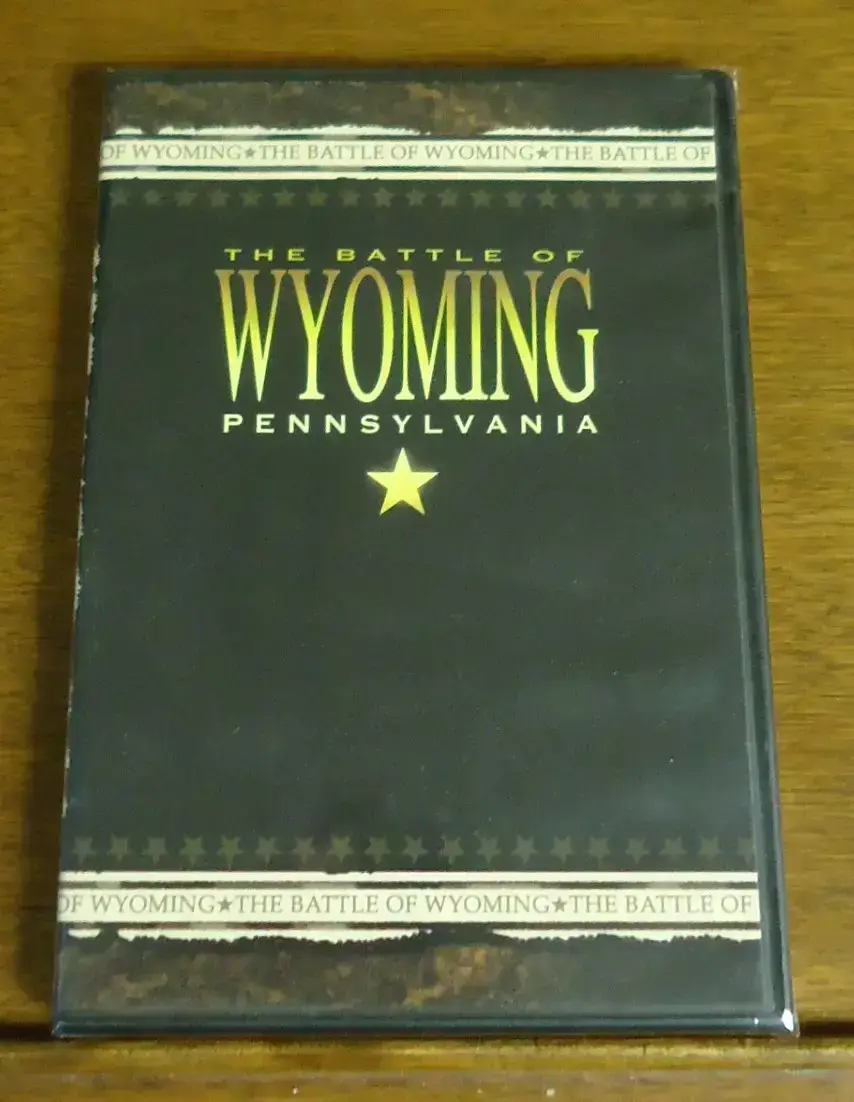 OF WYOMING★THE BATTLE OF WYOMING★THE BATTLE OF
THE BATTLE OF
WYOMING
PENNSYLVANIA
OF WYOMING★THE BATTLE OF WYOMING★THE BATTLE OF